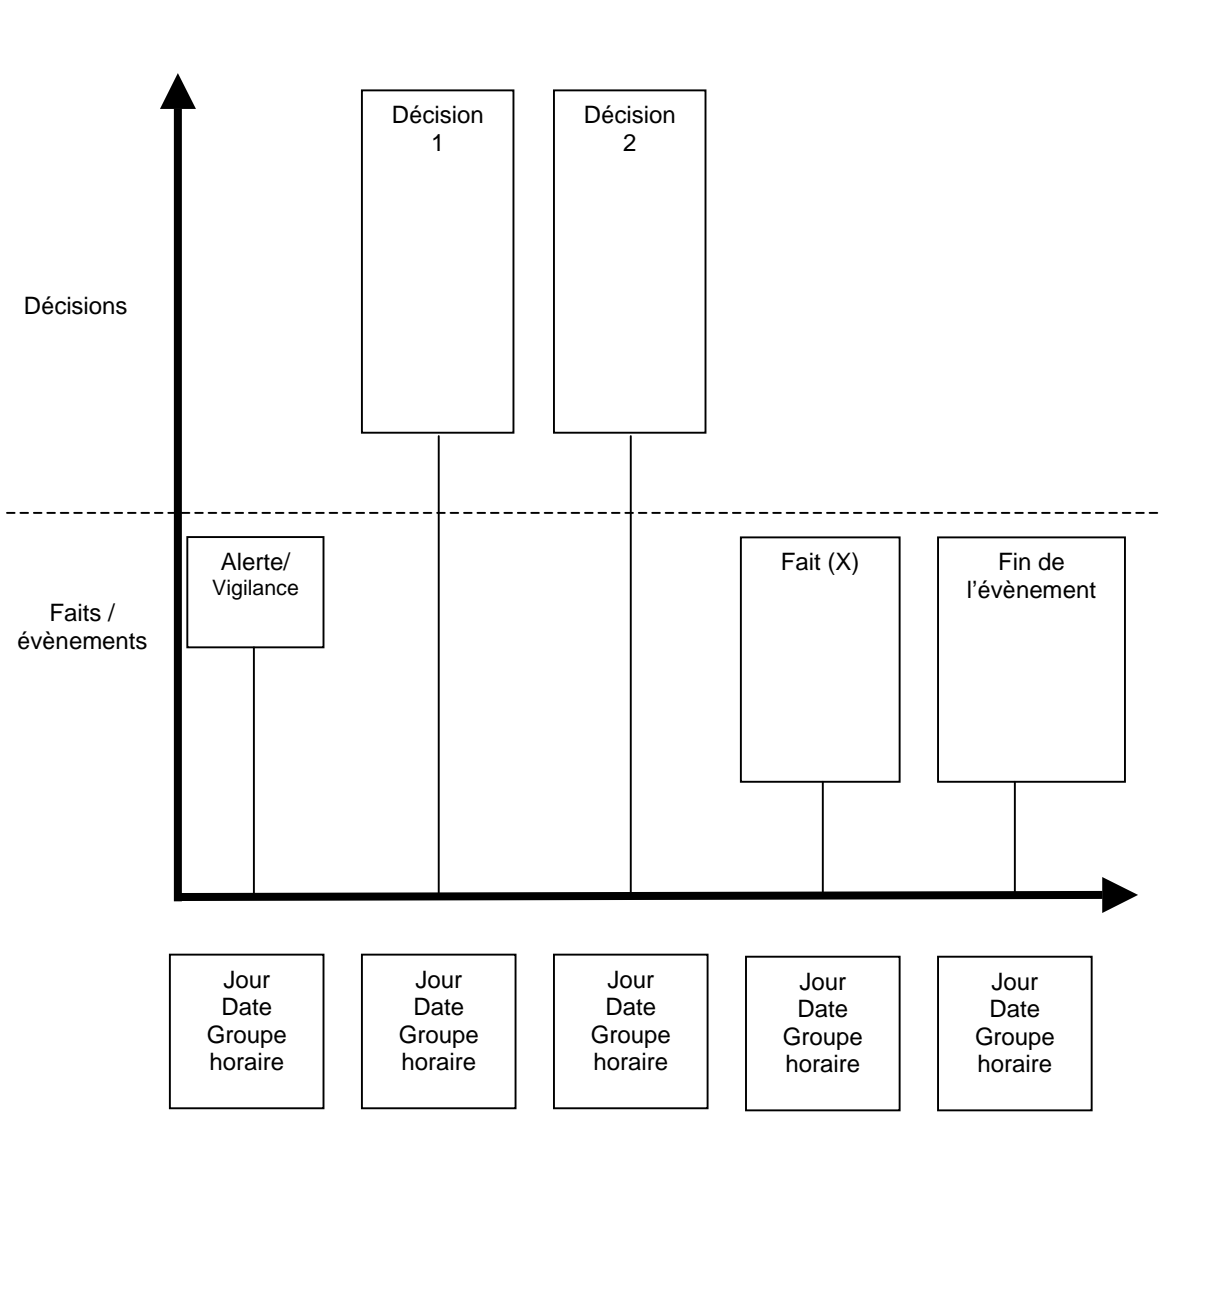 Décision
1
Décision
2
Décisions
Alerte/
Vigilance
Faits /
évènements
Fait (X)
Fin de
l’évènement
Jour
Date
Groupe
horaire
Jour
Date
Groupe
horaire
Jour
Date
Groupe
horaire
Jour
Date
Groupe
horaire
Jour
Date
Groupe
horaire